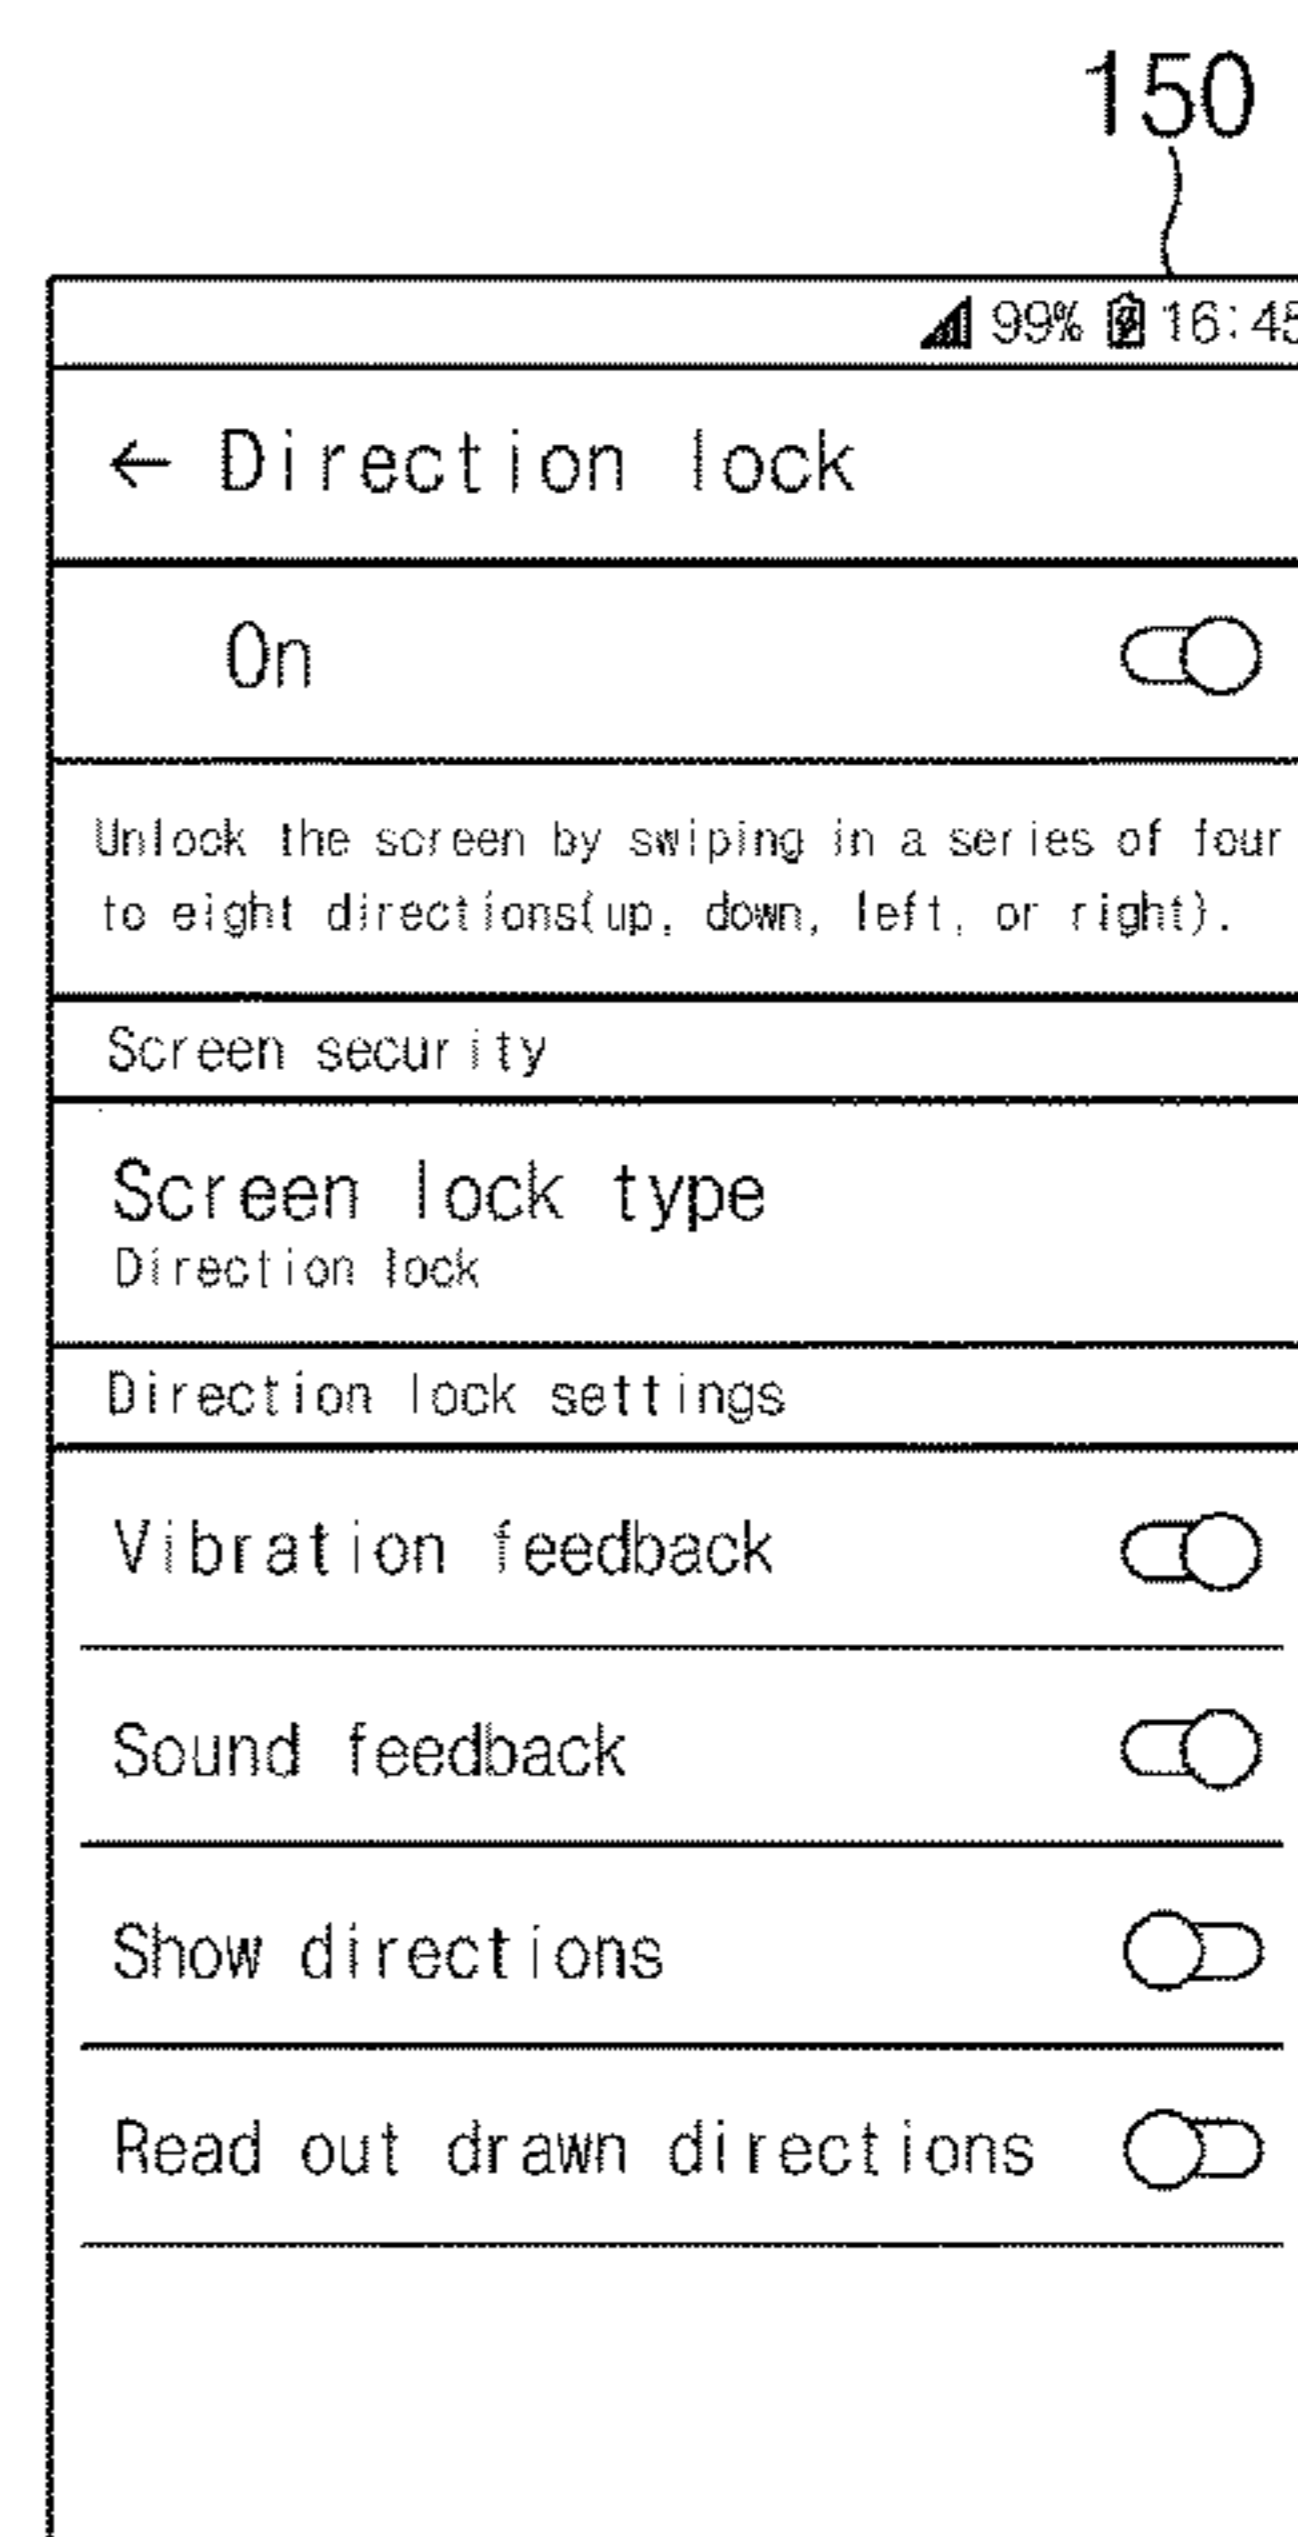 150
99% 16:45
← Direction lock
On
Unlock the screen by swiping in a series of four
to eight directions(up, down, left, or right).
Screen security
Screen lock type
Direction lock
Direction lock settings
Vibration feedback
Sound feedback
Show directions
Read out drawn directions